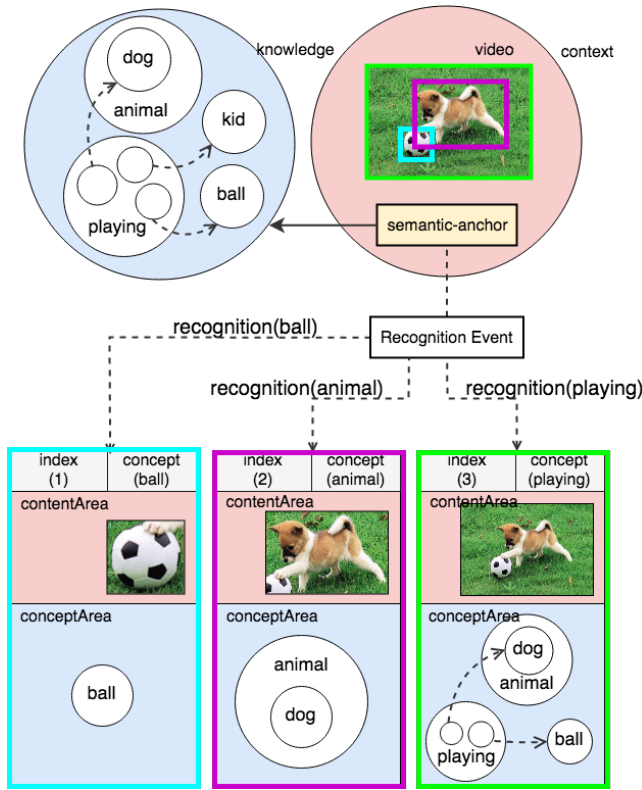 knowledge
video
context
dog
animal
kid
ball
playing
semantic-anchor
Recognition Event
recognition(ball)
recognition(animal)
recognition(playing)
index
(1)
concept
(ball)
contentArea
conceptArea
ball
index
(2)
concept
(animal)
contentArea
conceptArea
animal
dog
index
(3)
concept
(playing)
contentArea
conceptArea
dog
animal
playing
ball